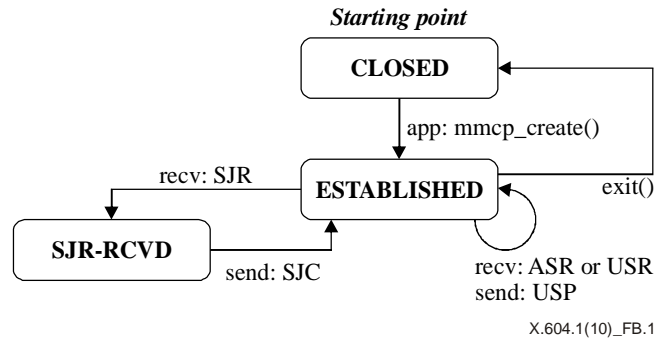 Starting point
CLOSED
app: mmcp_create()
recv: SJR
ESTABLISHED
exit()
SJR-RCVD
send: SJC
recv: ASR or USR
send: USP
X.604.1(10)_FB.1